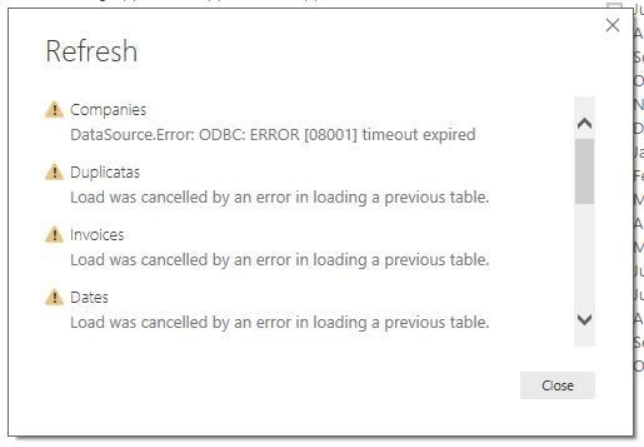 Refresh
Companies
DataSource.Error: ODBC: ERROR [08001] timeout expired
Duplicatas
Load was cancelled by an error in loading a previous table.
Invoices
Load was cancelled by an error in loading a previous table.
Dates
Load was cancelled by an error in loading a previous table.
Close